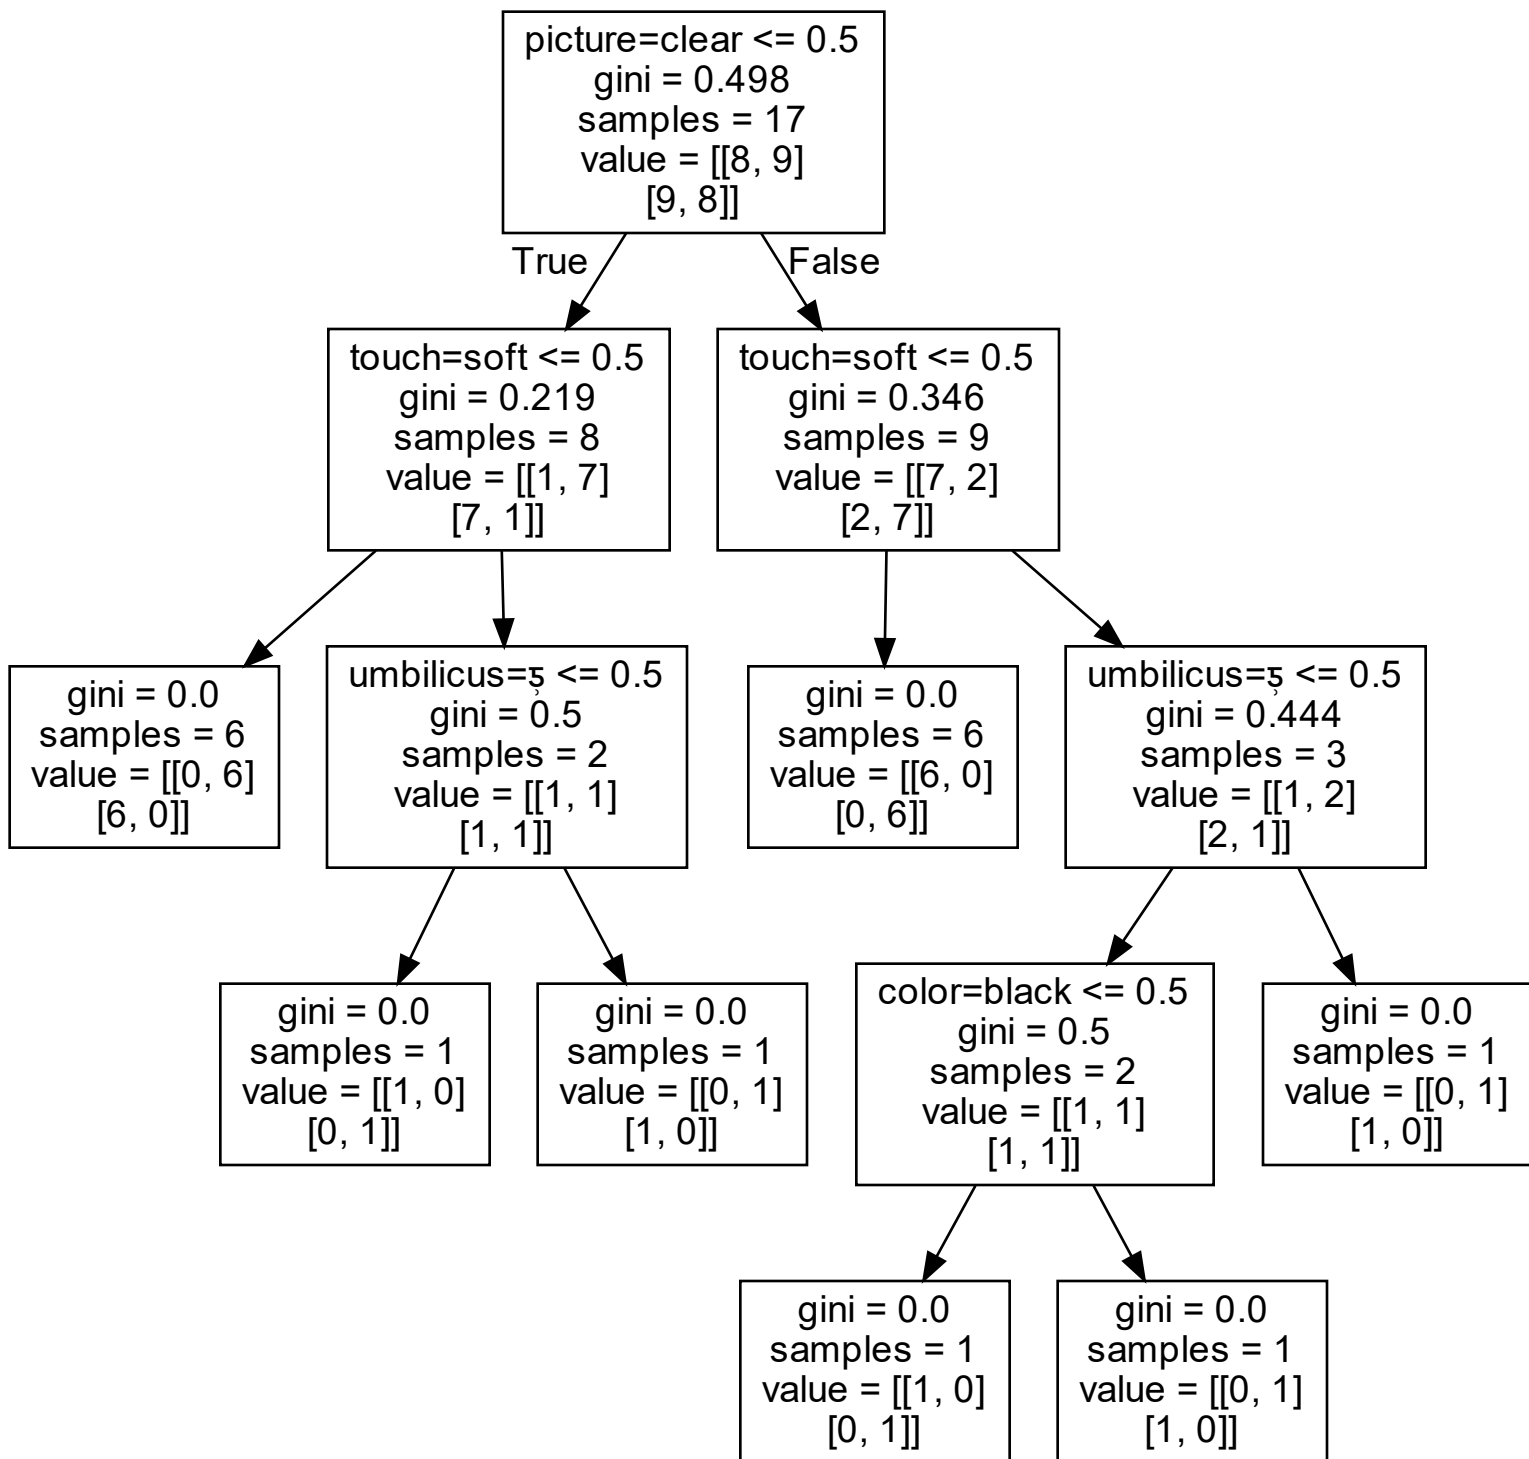 picture=clear <= 0.5
gini = 0.498
samples = 17
value = [[8, 9]
[9, 8]]
True
False
touch=soft <= 0.5
gini = 0.219
samples = 8
value = [[1, 7]
[7, 1]]
touch=soft <= 0.5
gini = 0.346
samples = 9
value = [[7, 2]
[2, 7]]
gini = 0.0
samples = 6
value = [[0, 6]
[6, 0]]
umbilicus= <= 0.5
gini = 0.5
samples = 2
value = [[1, 1]
[1, 1]]
gini = 0.0
samples = 6
value = [[6, 0]
[0, 6]]
umbilicus= <= 0.5
gini = 0.444
samples = 3
value = [[1, 2]
[2, 1]]
gini = 0.0
samples = 1
value = [[1, 0]
[0, 1]]
gini = 0.0
samples = 1
value = [[0, 1]
[1, 0]]
color=black <= 0.5
gini = 0.5
samples = 2
value = [[1, 1]
[1, 1]]
gini = 0.0
samples = 1
value = [[0, 1]
[1, 0]]
gini = 0.0
samples = 1
value = [[1, 0]
[0, 1]]
gini = 0.0
samples = 1
value = [[0, 1]
[1, 0]]